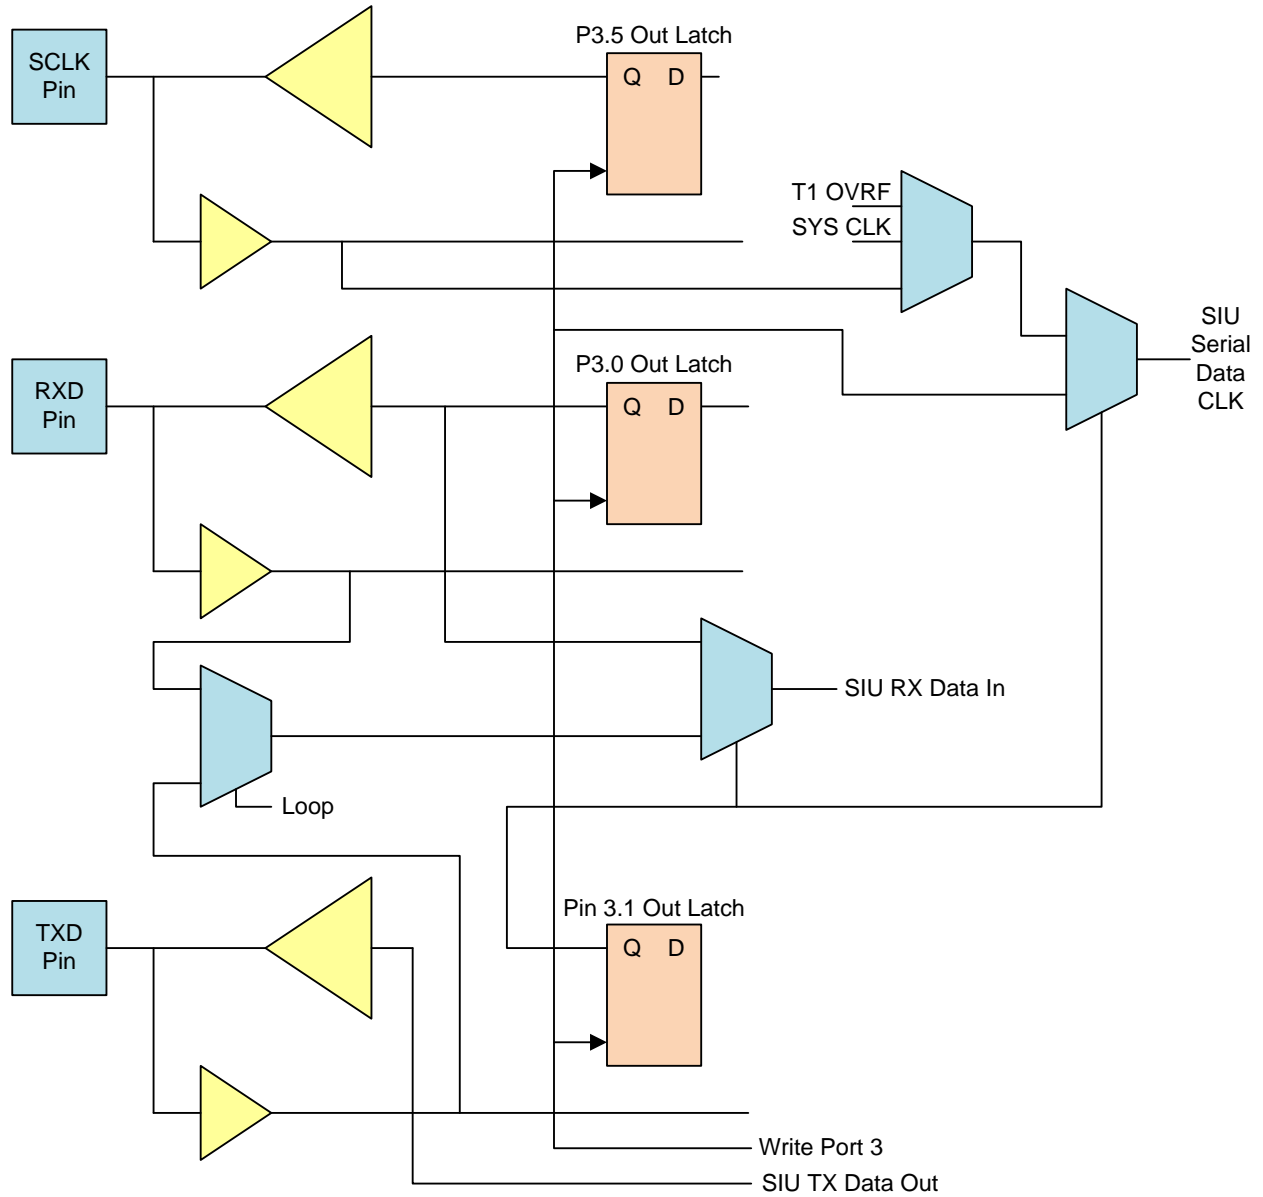 P3.5 Out Latch
SCLK
Pin
Q D
T1 OVRF
SYS CLK
SIU
Serial
Data
CLK
P3.0 Out Latch
RXD
Pin
Q D
SIU RX Data In
Loop
Pin 3.1 Out Latch
TXD
Pin
Q D
Write Port 3
SIU TX Data Out